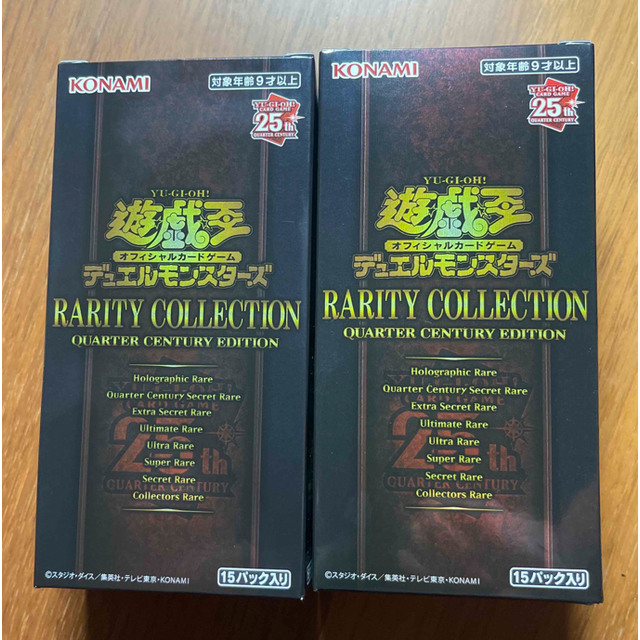 KONAMI
対象年齢9才以上
YU-GI-OH!
CARD GAME
25th
QUARTER CENTURY
YU-GI-OH!
遊戯王
オフィシャルカードゲーム
デュエルモンスターズ
RARITY COLLECTION
QUARTER CENTURY EDITION
Holographic Rare
Quarter Century Secret Rare
Extra Secret Rare
Ultimate Rare
Ultra Rare
Super Rare
Secret Rare
Collectors Rare
YU-GI-OH!
CARD GAME
25th
QUARTER CENTURY
©スタジオ・ダイス/集英社・テレビ東京・KONAMI
15パック入り
KONAMI
対象年齢9才以上
YU-GI-OH!
CARD GAME
25th
QUARTER CENTURY
YU-GI-OH!
遊戯王
オフィシャルカードゲーム
デュエルモンスターズ
RARITY COLLECTION
QUARTER CENTURY EDITION
Holographic Rare
Quarter Century Secret Rare
Extra Secret Rare
Ultimate Rare
Ultra Rare
Super Rare
Secret Rare
Collectors Rare
YU-GI-OH!
CARD GAME
25th
QUARTER CENTURY
©スタジオ・ダイス/集英社・テレビ東京・KONAMI
15パック入り